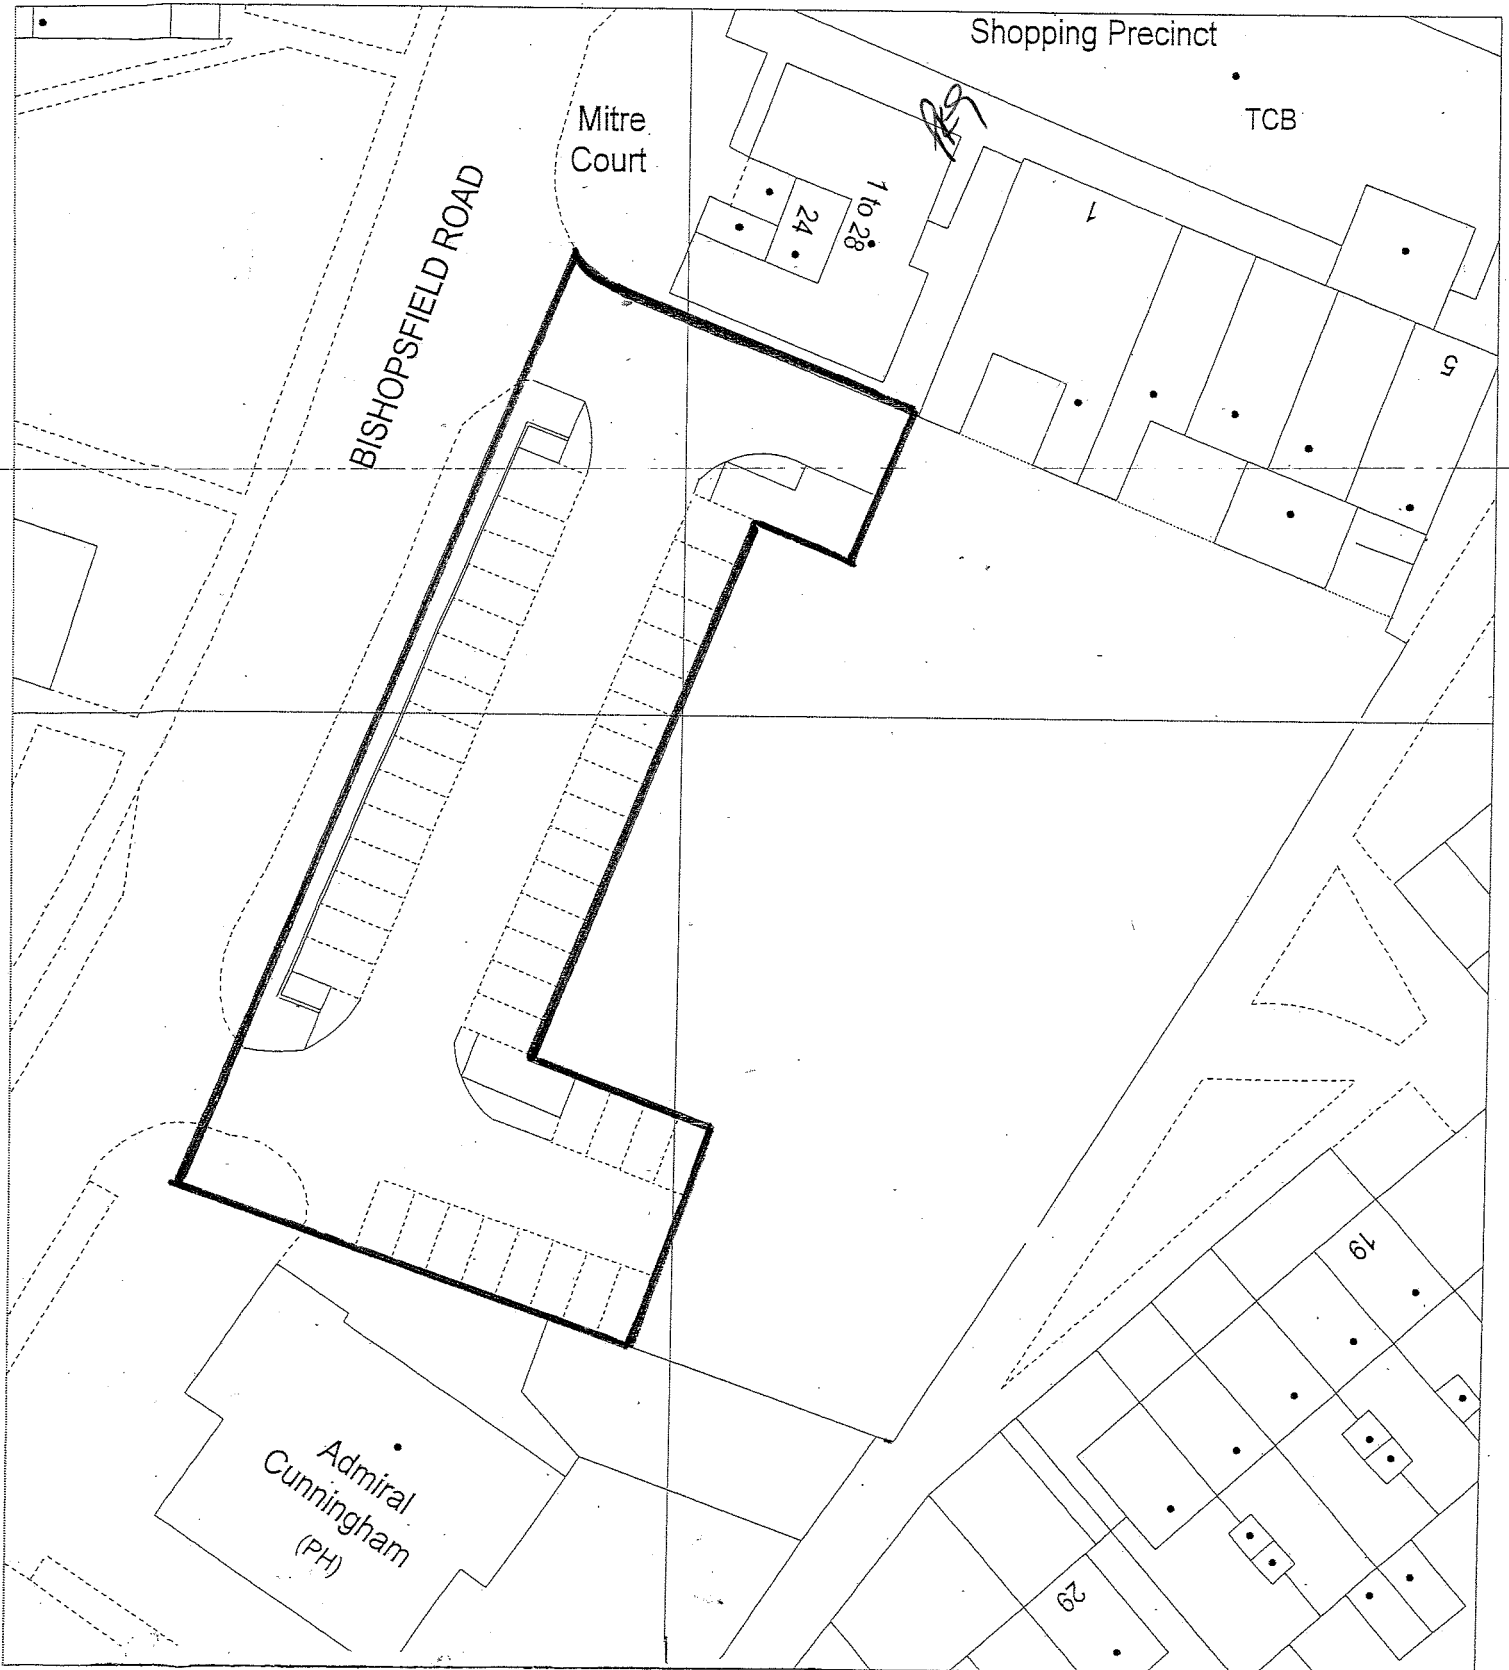 Shopping Precinct
TCB
Mitre
Court
BISHOPSFIELD ROAD
1 to 28
24
1
5
19
29
Admiral
Cunningham
(PH)